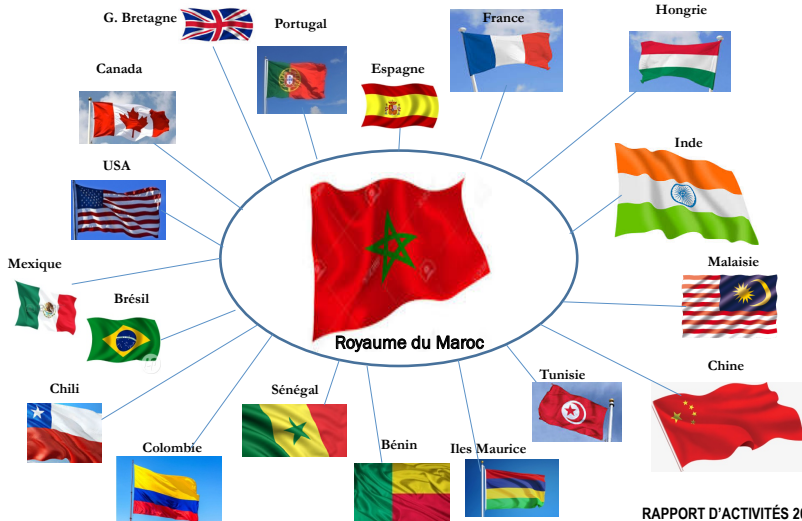 G. Bretagne
Portugal
France
Hongrie
Canada
Espagne
USA
Inde
Mexique
Brésil
Malaisie
Royaume du Maroc
Chili
Sénégal
Tunisie
Chine
Colombie
Bénin
Iles Maurice
RAPPORT D'ACTIVITÉS 20